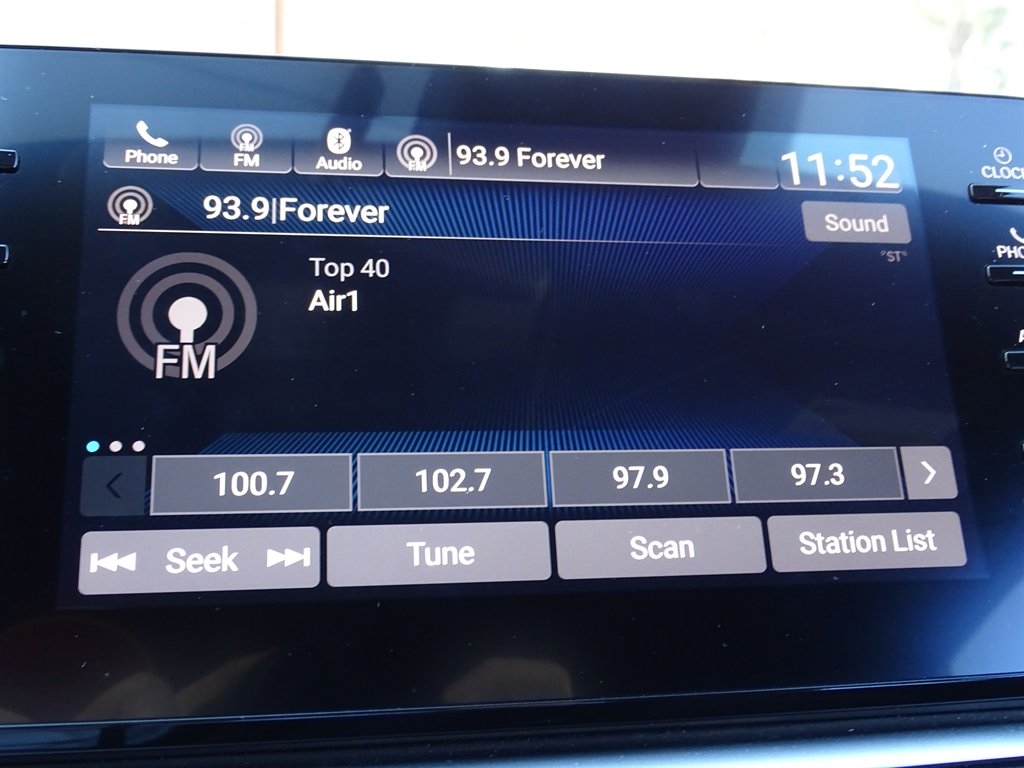 Phone
FM
FM
Audio
FM
93.9 Forever
11:52
CLOCK
FM
93.9|Forever
Sound
"ST"
Top 40
Air1
FM
100.7
102.7
97.9
97.3
Seek
Tune
Scan
Station List